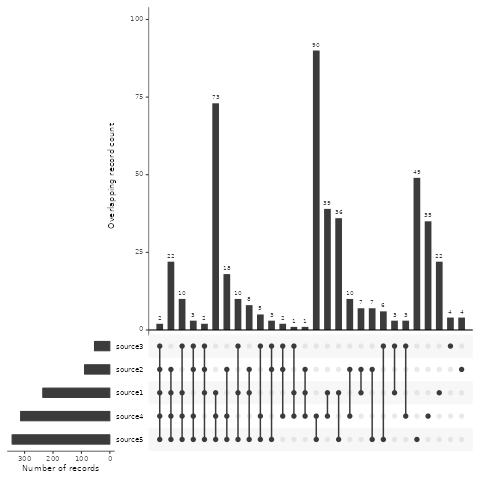 Overlapping record count
100
75
50
25
0
2 22 10 3 2 73 18 10 8 5 3 2 1 1 90 39 36 10 7 7 6 3 3 49 35 22 4 4
source3
source2
source1
source4
source5
300 200 100 0
Number of records